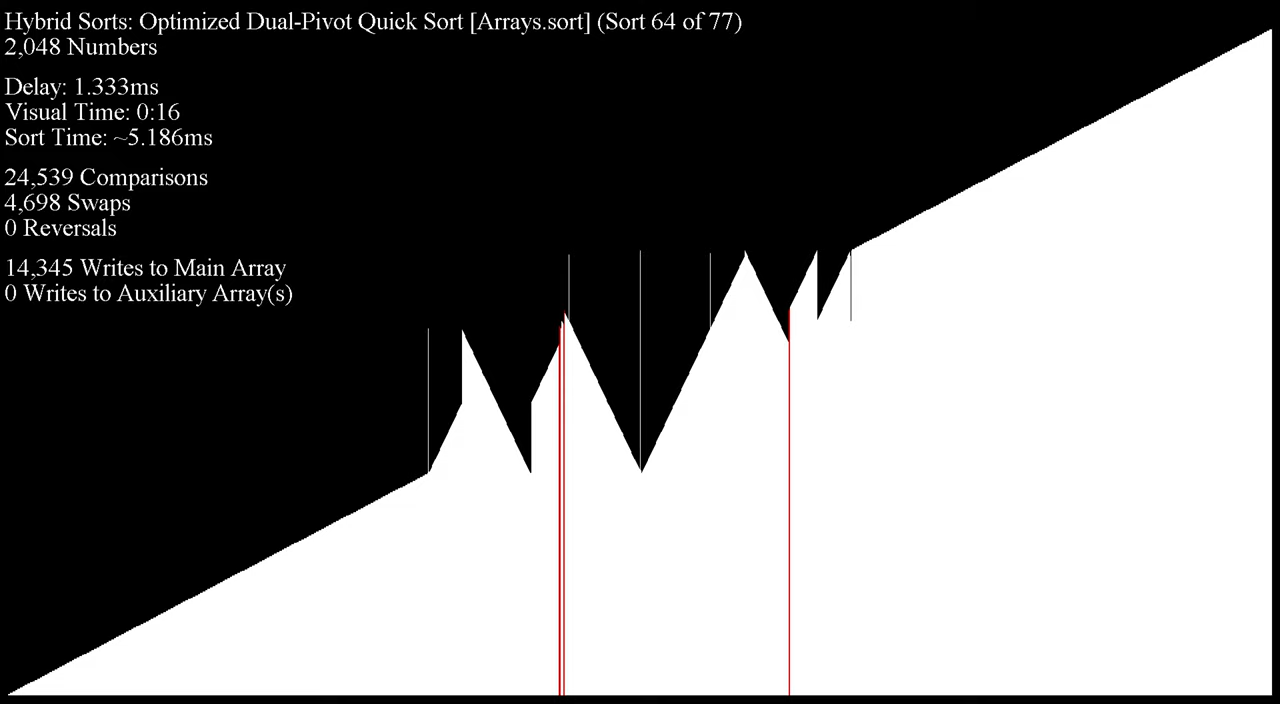 Hybrid Sorts: Optimized Dual-Pivot Quick Sort [Arrays.sort] (Sort 64 of 77)
2,048 Numbers
Delay: 1.333ms
Visual Time: 0:16
Sort Time: ~5.186ms
24,539 Comparisons
4,698 Swaps
0 Reversals
14,345 Writes to Main Array
0 Writes to Auxiliary Array(s)